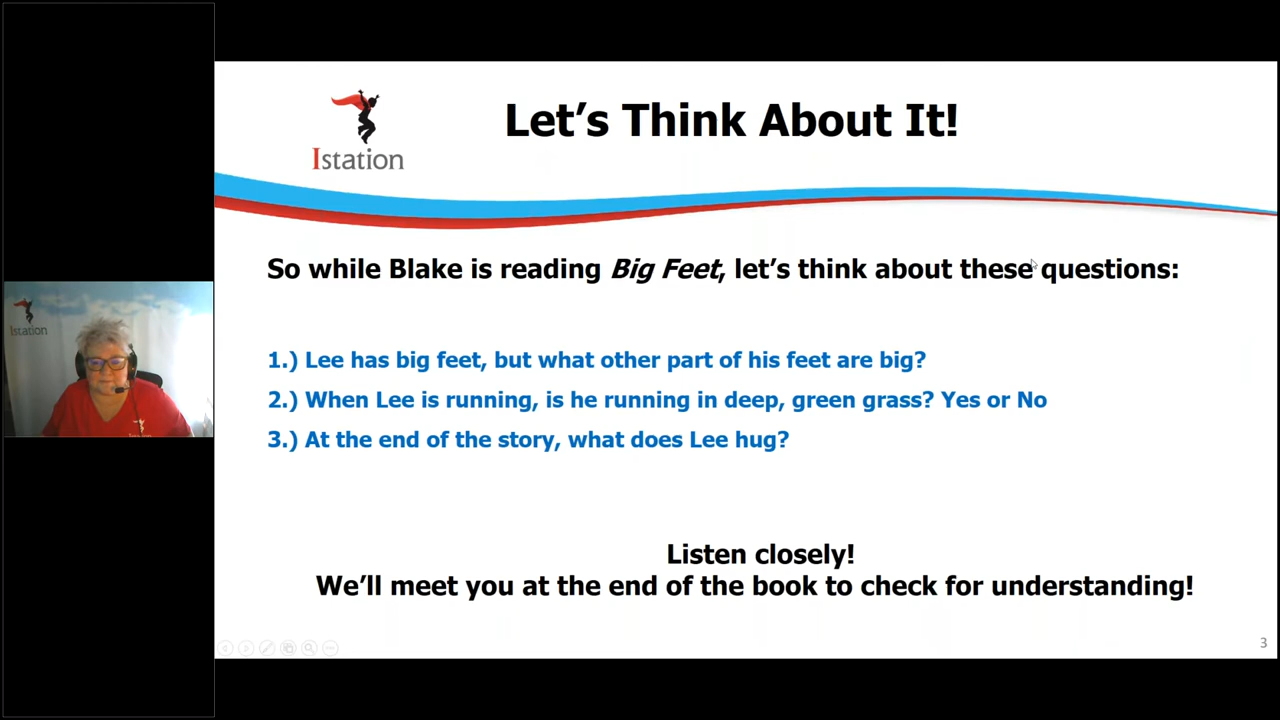 Istation
Let's Think About It!
So while Blake is reading Big Feet, let's think about these questions:
1.) Lee has big feet, but what other part of his feet are big?
2.) When Lee is running, is he running in deep, green grass? Yes or No
3.) At the end of the story, what does Lee hug?
Istation
Listen closely!
We'll meet you at the end of the book to check for understanding!
3